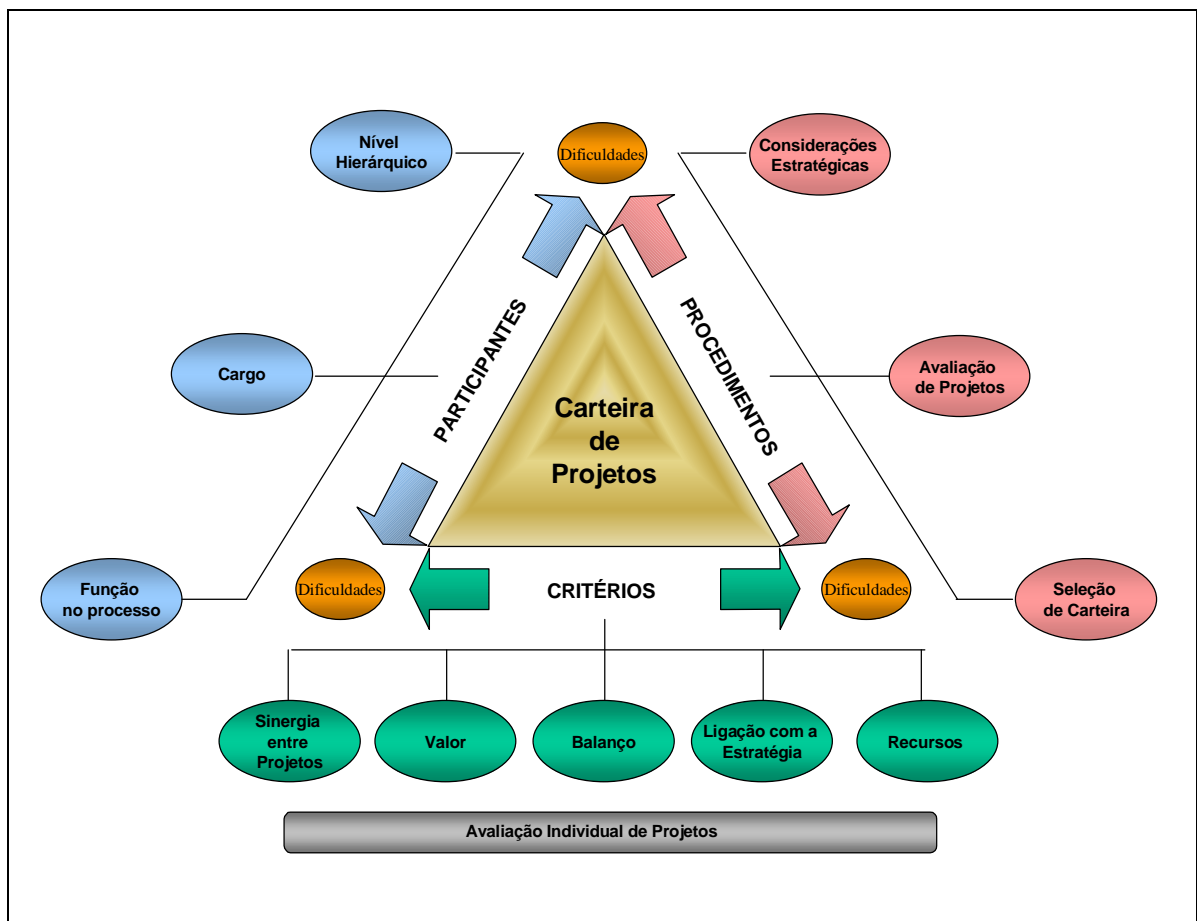 Nível
Hierárquico
Dificuldades
Considerações
Estratégicas
PARTICIPANTES
PROCEDIMENTOS
Cargo
Avaliação
de Projetos
Carteira
de
Projetos
Função
no processo
Dificuldades
CRITÉRIOS
Dificuldades
Seleção
de Carteira
Sinergia
entre
Projetos
Valor
Balanço
Ligação com a
Estratégia
Recursos
Avaliação Individual de Projetos